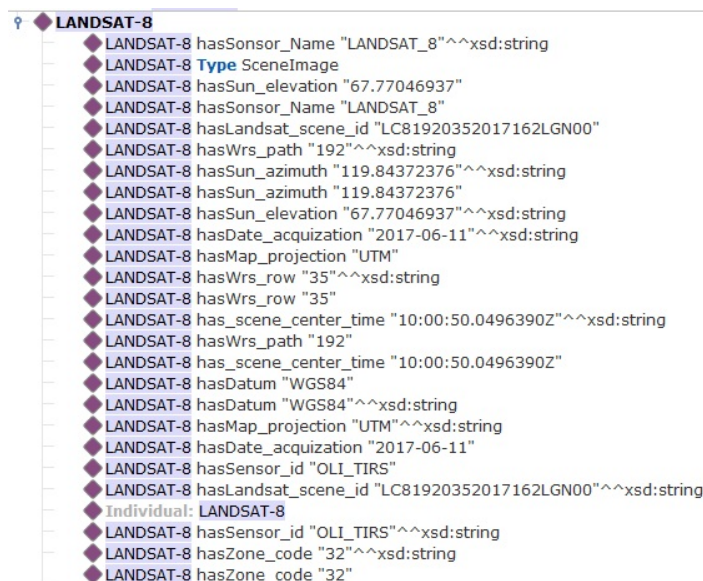 LANDSAT-8
LANDSAT-8 hasSonsor_Name "LANDSAT_8"^^xsd:string
LANDSAT-8 Type SceneImage
LANDSAT-8 hasSun_elevation "67.77046937"
LANDSAT-8 hasSonsor_Name "LANDSAT_8"
LANDSAT-8 hasLandsat_scene_id "LC81920352017162LGN00"
LANDSAT-8 hasWrs_path "192"^^xsd:string
LANDSAT-8 hasSun_azimuth "119.84372376"^^xsd:string
LANDSAT-8 hasSun_azimuth "119.84372376"
LANDSAT-8 hasSun_elevation "67.77046937"^^xsd:string
LANDSAT-8 hasDate_acquization "2017-06-11"^^xsd:string
LANDSAT-8 hasMap_projection "UTM"
LANDSAT-8 hasWrs_row "35"^^xsd:string
LANDSAT-8 hasWrs_row "35"
LANDSAT-8 has_scene_center_time "10:00:50.0496390Z"^^xsd:string
LANDSAT-8 hasWrs_path "192"
LANDSAT-8 has_scene_center_time "10:00:50.0496390Z"
LANDSAT-8 hasDatum "WGS84"
LANDSAT-8 hasDatum "WGS84"^^xsd:string
LANDSAT-8 hasMap_projection "UTM"^^xsd:string
LANDSAT-8 hasDate_acquization "2017-06-11"
LANDSAT-8 hasSensor_id "OLI_TIRS"
LANDSAT-8 hasLandsat_scene_id "LC81920352017162LGN00"^^xsd:string
Individual: LANDSAT-8
LANDSAT-8 hasSensor_id "OLI_TIRS"^^xsd:string
LANDSAT-8 hasZone_code "32"^^xsd:string
LANDSAT-8 hasZone_code "32"